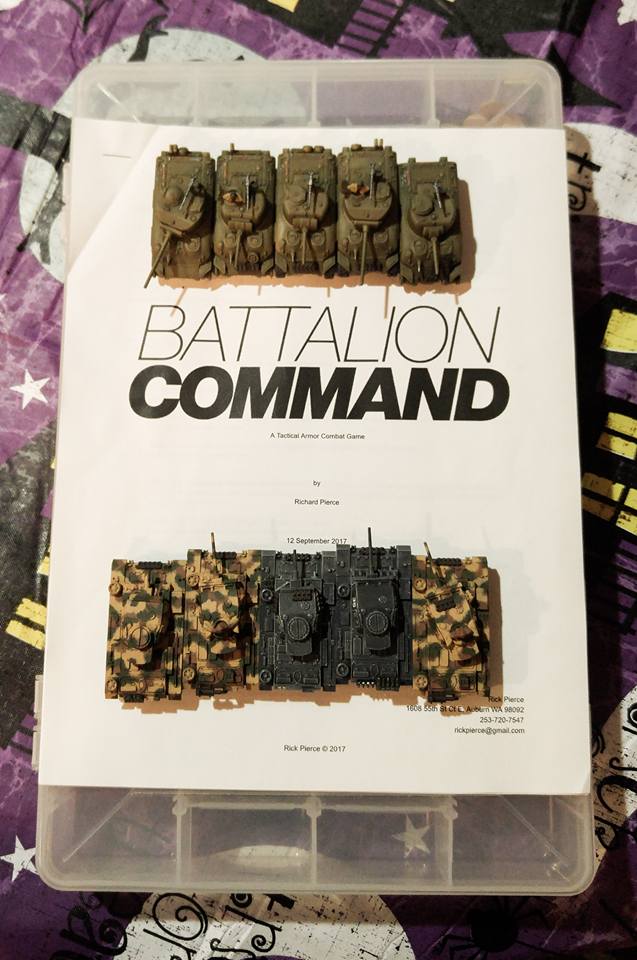 BATTALION
COMMAND
A Tactical Armor Combat Game
by
Richard Pierce
12 September 2017
Rick Pierce
1608 55th St Ct E, Auburn WA 98092
253-720-7547
rickpierce@gmail.com
Rick Pierce © 2017